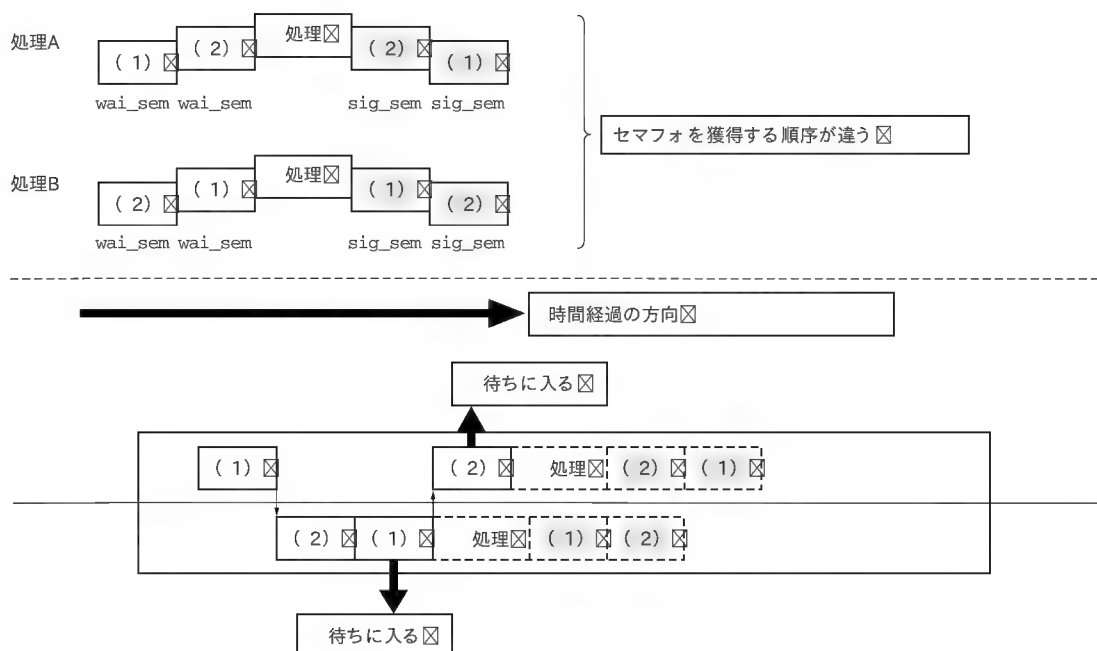 処理A
( 1) ( 2) 処理 ( 2) ( 1)
wai_sem wai_sem sig_sem sig_sem
セマフォを獲得する順序が違う
処理B
( 2) ( 1) 処理 ( 1) ( 2)
wai_sem wai_sem sig_sem sig_sem
時間経過の方向
待ちに入る
( 1) ( 2) 処理 ( 2) ( 1)
( 2) ( 1) 処理 ( 1) ( 2)
待ちに入る